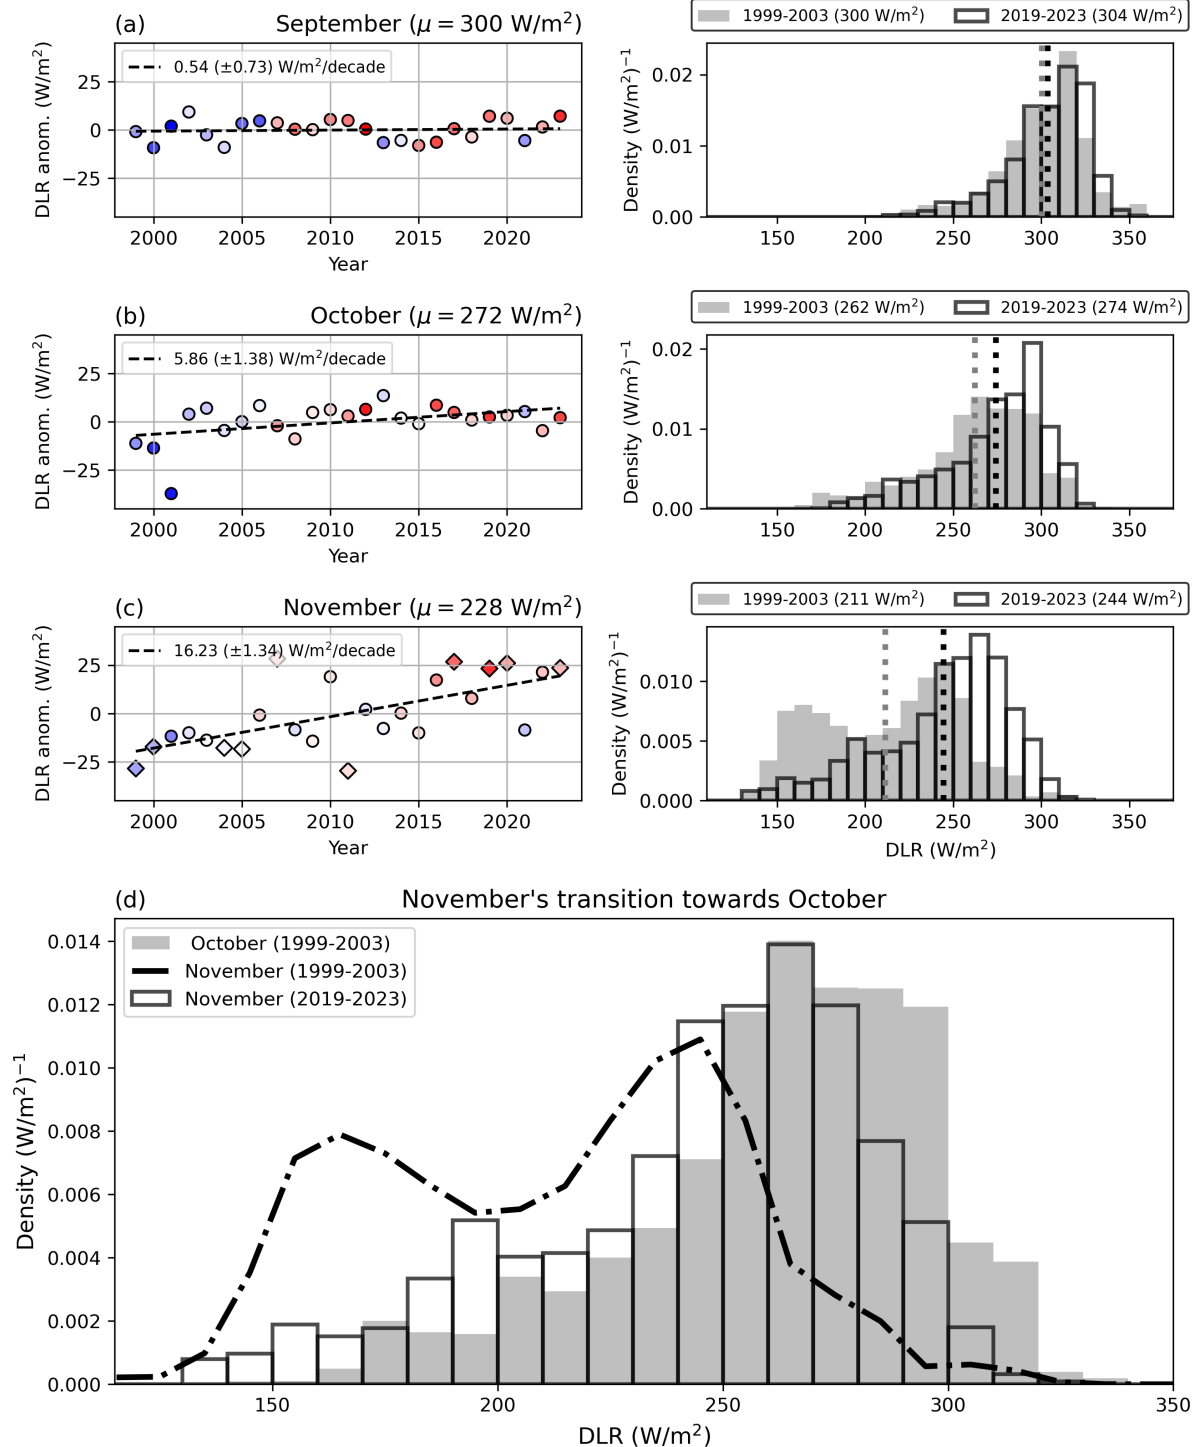 (a) September (μ = 300 W/m²)
0.54 (±0.73) W/m²/decade
DLR anom. (W/m²)
25
0
−25
2000 2005 2010 2015 2020
Year
1999-2003 (300 W/m²) 2019-2023 (304 W/m²)
Density (W/m²)⁻¹
0.02
0.01
0.00
150 200 250 300 350
(b) October (μ = 272 W/m²)
5.86 (±1.38) W/m²/decade
DLR anom. (W/m²)
25
0
−25
2000 2005 2010 2015 2020
Year
1999-2003 (262 W/m²) 2019-2023 (274 W/m²)
Density (W/m²)⁻¹
0.02
0.01
0.00
150 200 250 300 350
(c) November (μ = 228 W/m²)
16.23 (±1.34) W/m²/decade
DLR anom. (W/m²)
25
0
−25
2000 2005 2010 2015 2020
Year
1999-2003 (211 W/m²) 2019-2023 (244 W/m²)
Density (W/m²)⁻¹
0.010
0.005
0.000
150 200 250 300 350
DLR (W/m²)
(d) November's transition towards October
October (1999-2003)
November (1999-2003)
November (2019-2023)
Density (W/m²)⁻¹
0.014
0.012
0.010
0.008
0.006
0.004
0.002
0.000
150 200 250 300 350
DLR (W/m²)